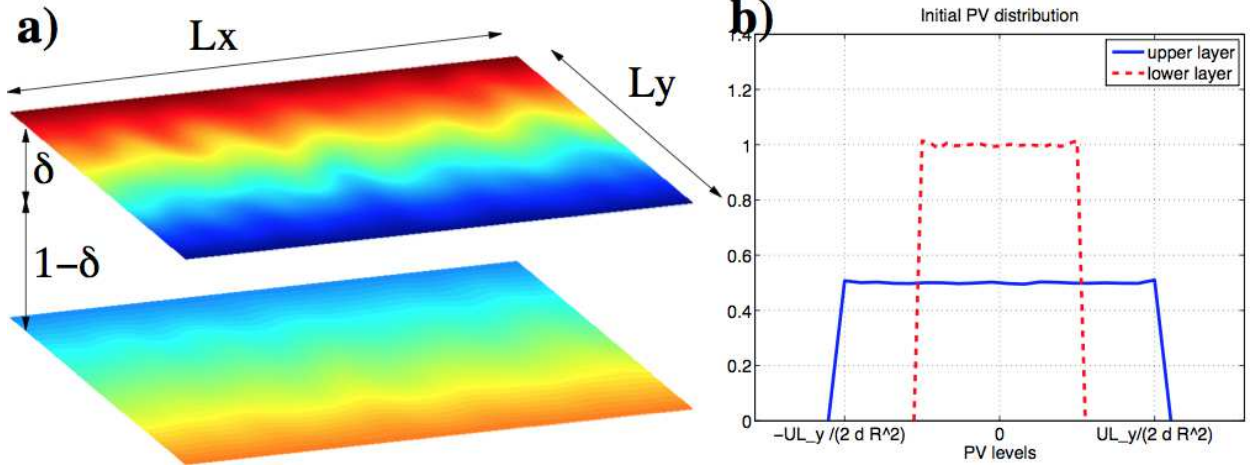 a)
Lx
Ly
δ
1−δ
b)
Initial PV distribution
upper layer
lower layer
1.4
1.2
1
0.8
0.6
0.4
0.2
0
−UL_y /(2 d R^2)
0
UL_y/(2 d R^2)
PV levels